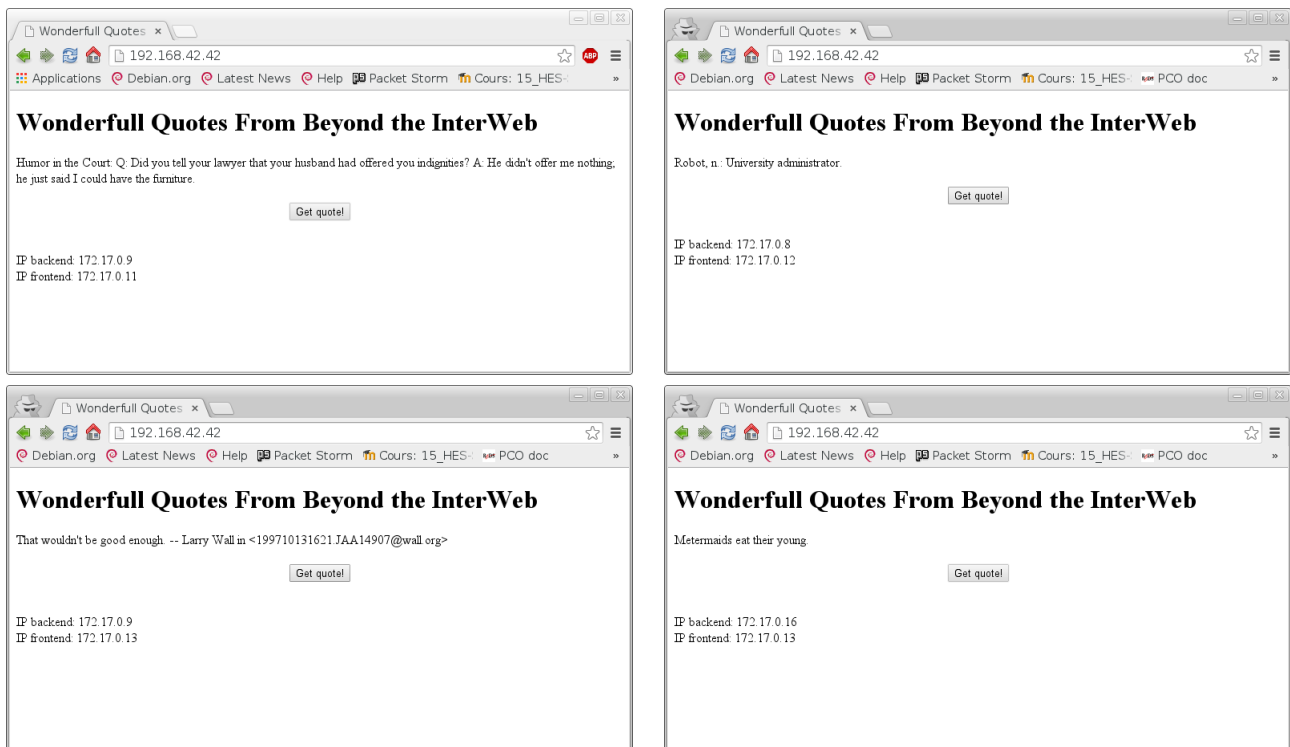 Wonderfull Quotes
192.168.42.42
ABP
Applications Debian.org Latest News Help Packet Storm Cours: 15_HES- »
Wonderfull Quotes From Beyond the InterWeb
Humor in the Court: Q: Did you tell your lawyer that your husband had offered you indignities? A: He didn't offer me nothing;
he just said I could have the furniture.
Get quote!
IP backend: 172.17.0.9
IP frontend: 172.17.0.11
Wonderfull Quotes
192.168.42.42
Debian.org Latest News Help Packet Storm Cours: 15_HES- PCO doc »
Wonderfull Quotes From Beyond the InterWeb
Robot, n.: University administrator.
Get quote!
IP backend: 172.17.0.8
IP frontend: 172.17.0.12
Wonderfull Quotes
192.168.42.42
Debian.org Latest News Help Packet Storm Cours: 15_HES- PCO doc »
Wonderfull Quotes From Beyond the InterWeb
That wouldn't be good enough. -- Larry Wall in <199710131621.JAA14907@wall.org>
Get quote!
IP backend: 172.17.0.9
IP frontend: 172.17.0.13
Wonderfull Quotes
192.168.42.42
Debian.org Latest News Help Packet Storm Cours: 15_HES- PCO doc »
Wonderfull Quotes From Beyond the InterWeb
Metermaids eat their young.
Get quote!
IP backend: 172.17.0.16
IP frontend: 172.17.0.13